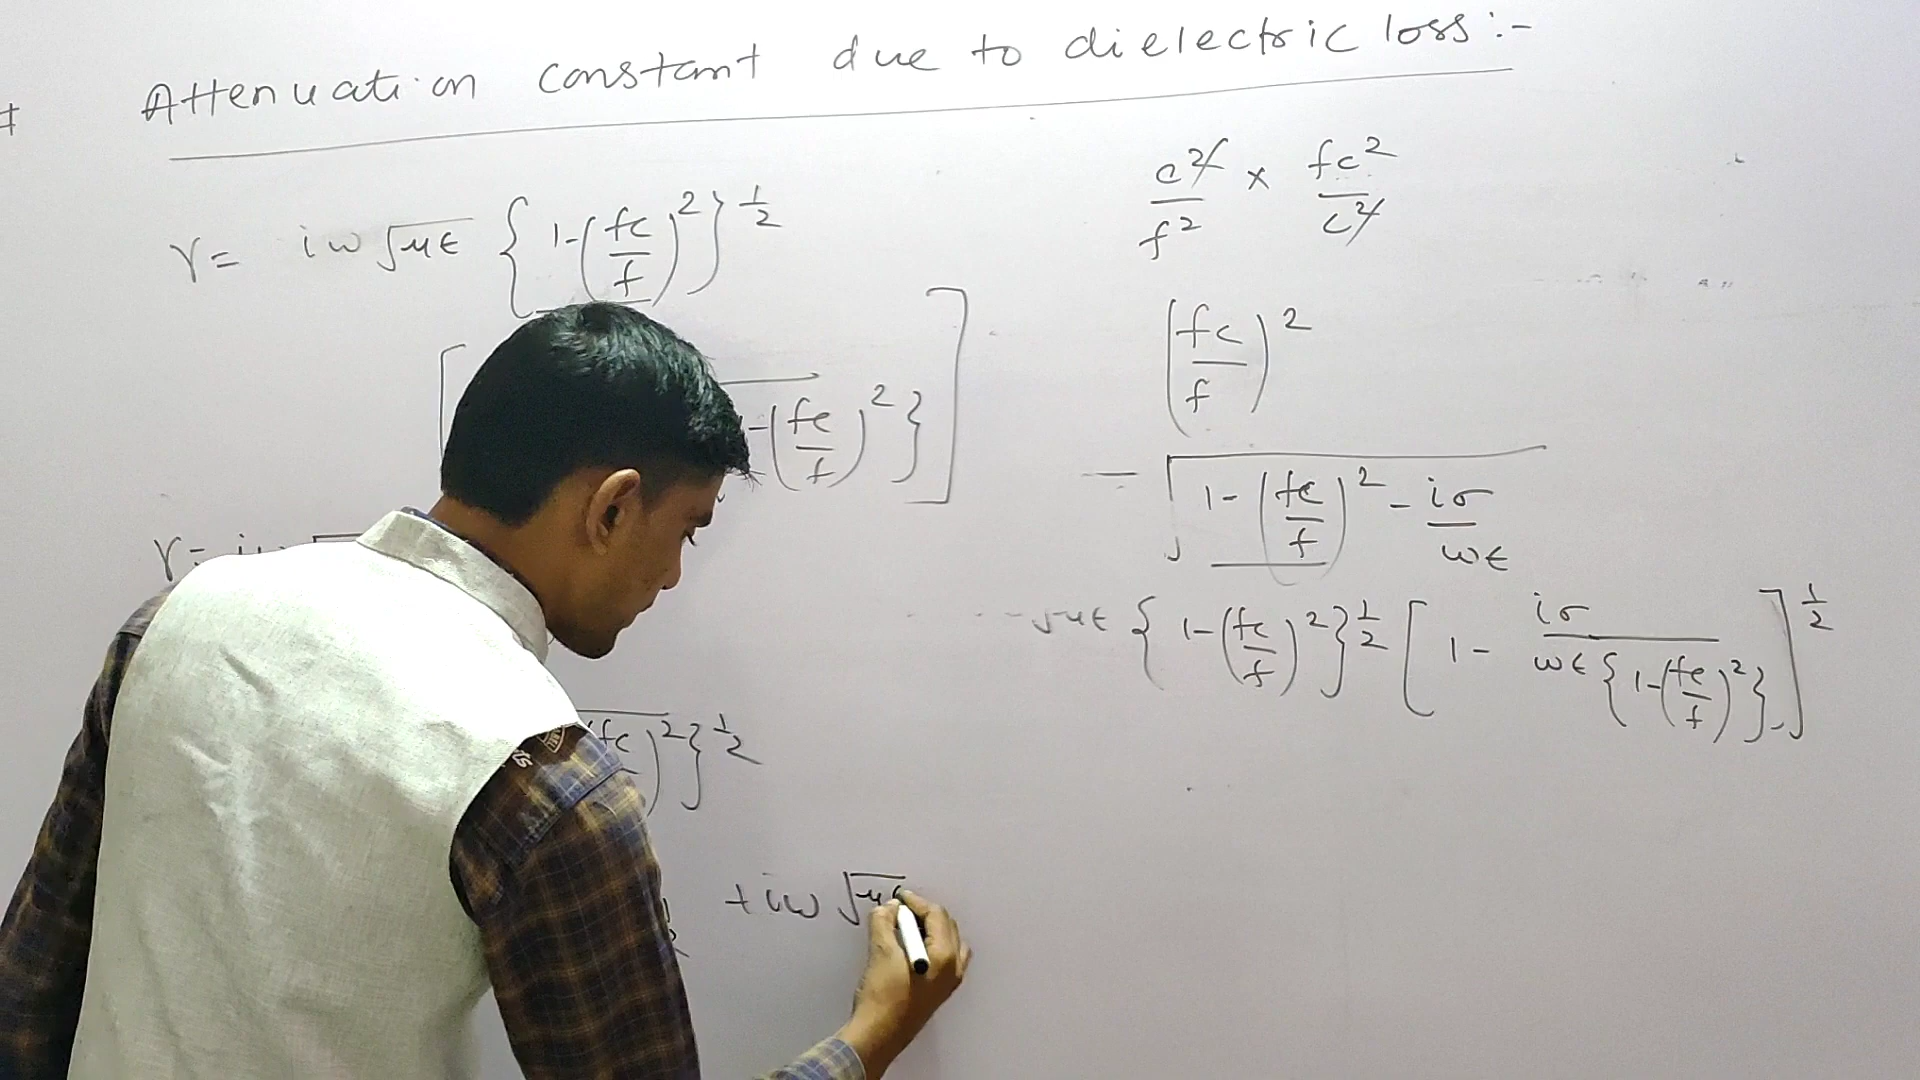 # Attenuation constant due to dielectric loss :-
γ = iω √με { 1-(fc/f)² }^½
-(fc/f)² } ]
γ = iω
fc )² }^½
+ iω √με
c²/f² × fc²/c²
(fc/f)²
= √ 1-(fc/f)² - iσ/ωε
√με { 1-(fc/f)² }^½ [ 1- iσ/ωε{1-(fc/f)²} ]^½